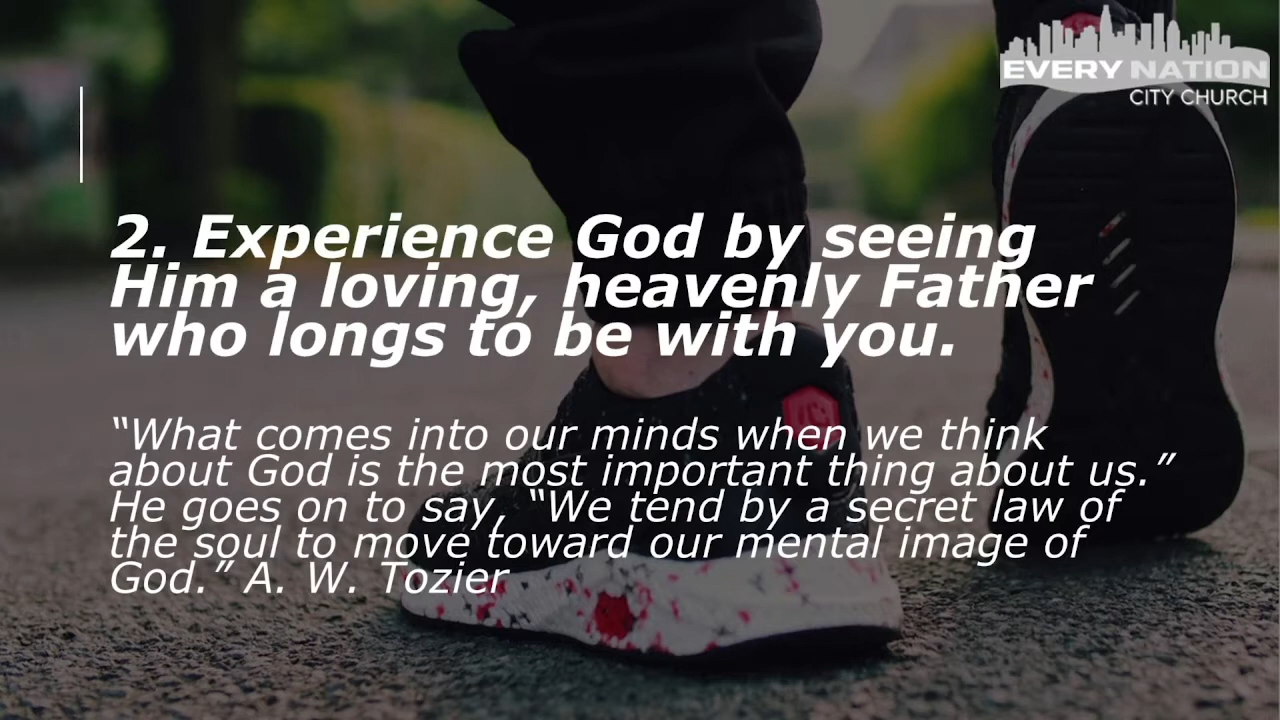 EVERY NATION
CITY CHURCH
2. Experience God by seeing
Him a loving, heavenly Father
who longs to be with you.
“What comes into our minds when we think
about God is the most important thing about us.”
He goes on to say, “We tend by a secret law of
the soul to move toward our mental image of
God.” A. W. Tozier